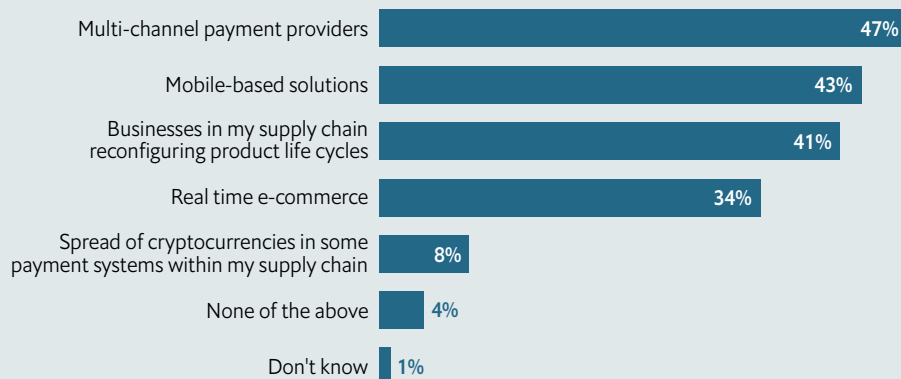 Multi-channel payment providers 47%
Mobile-based solutions 43%
Businesses in my supply chain
reconfiguring product life cycles 41%
Real time e-commerce 34%
Spread of cryptocurrencies in some
payment systems within my supply chain 8%
None of the above 4%
Don't know 1%